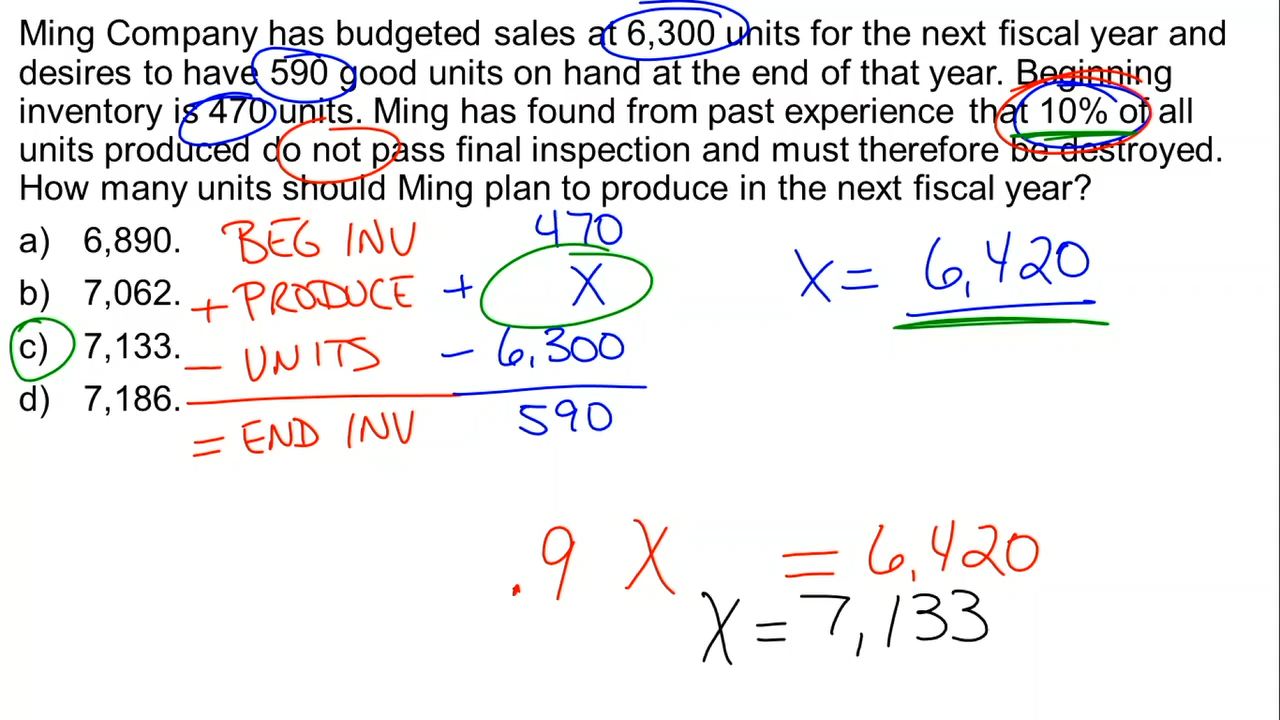 Ming Company has budgeted sales at 6,300 units for the next fiscal year and
desires to have 590 good units on hand at the end of that year. Beginning
inventory is 470 units. Ming has found from past experience that 10% of all
units produced do not pass final inspection and must therefore be destroyed.
How many units should Ming plan to produce in the next fiscal year?
a) 6,890. BEG INV 470
b) 7,062. + PRODUCE + X X = 6,420
c) 7,133. - UNITS - 6,300
d) 7,186.
= END INV 590
.9 X = 6,420
X = 7,133